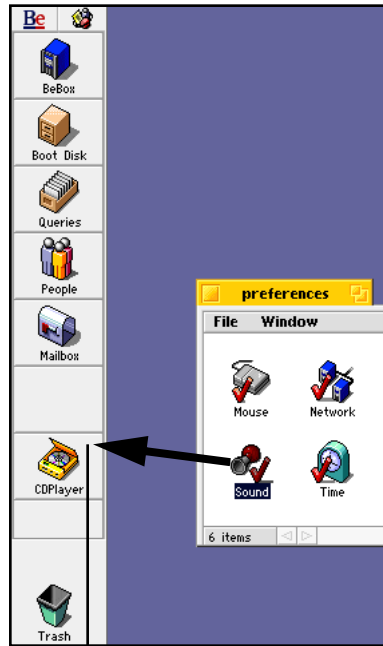 Be
BeBox
Boot Disk
Queries
People
Mailbox
CDPlayer
Trash
preferences
File Window
Mouse Network
Sound Time
6 items